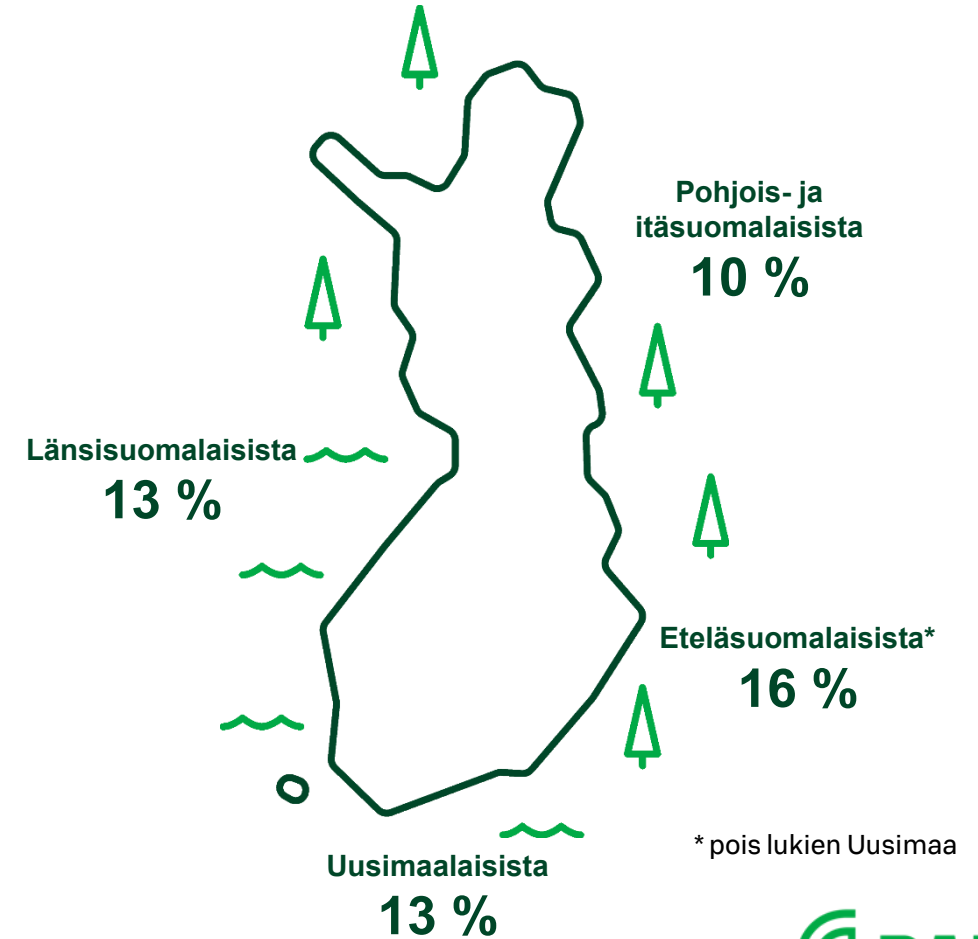 Pohjois- ja
itäsuomalaisista
10 %
Länsisuomalaisista
13 %
Eteläsuomalaisista*
16 %
* pois lukien Uusimaa
Uusimaalaisista
13 %